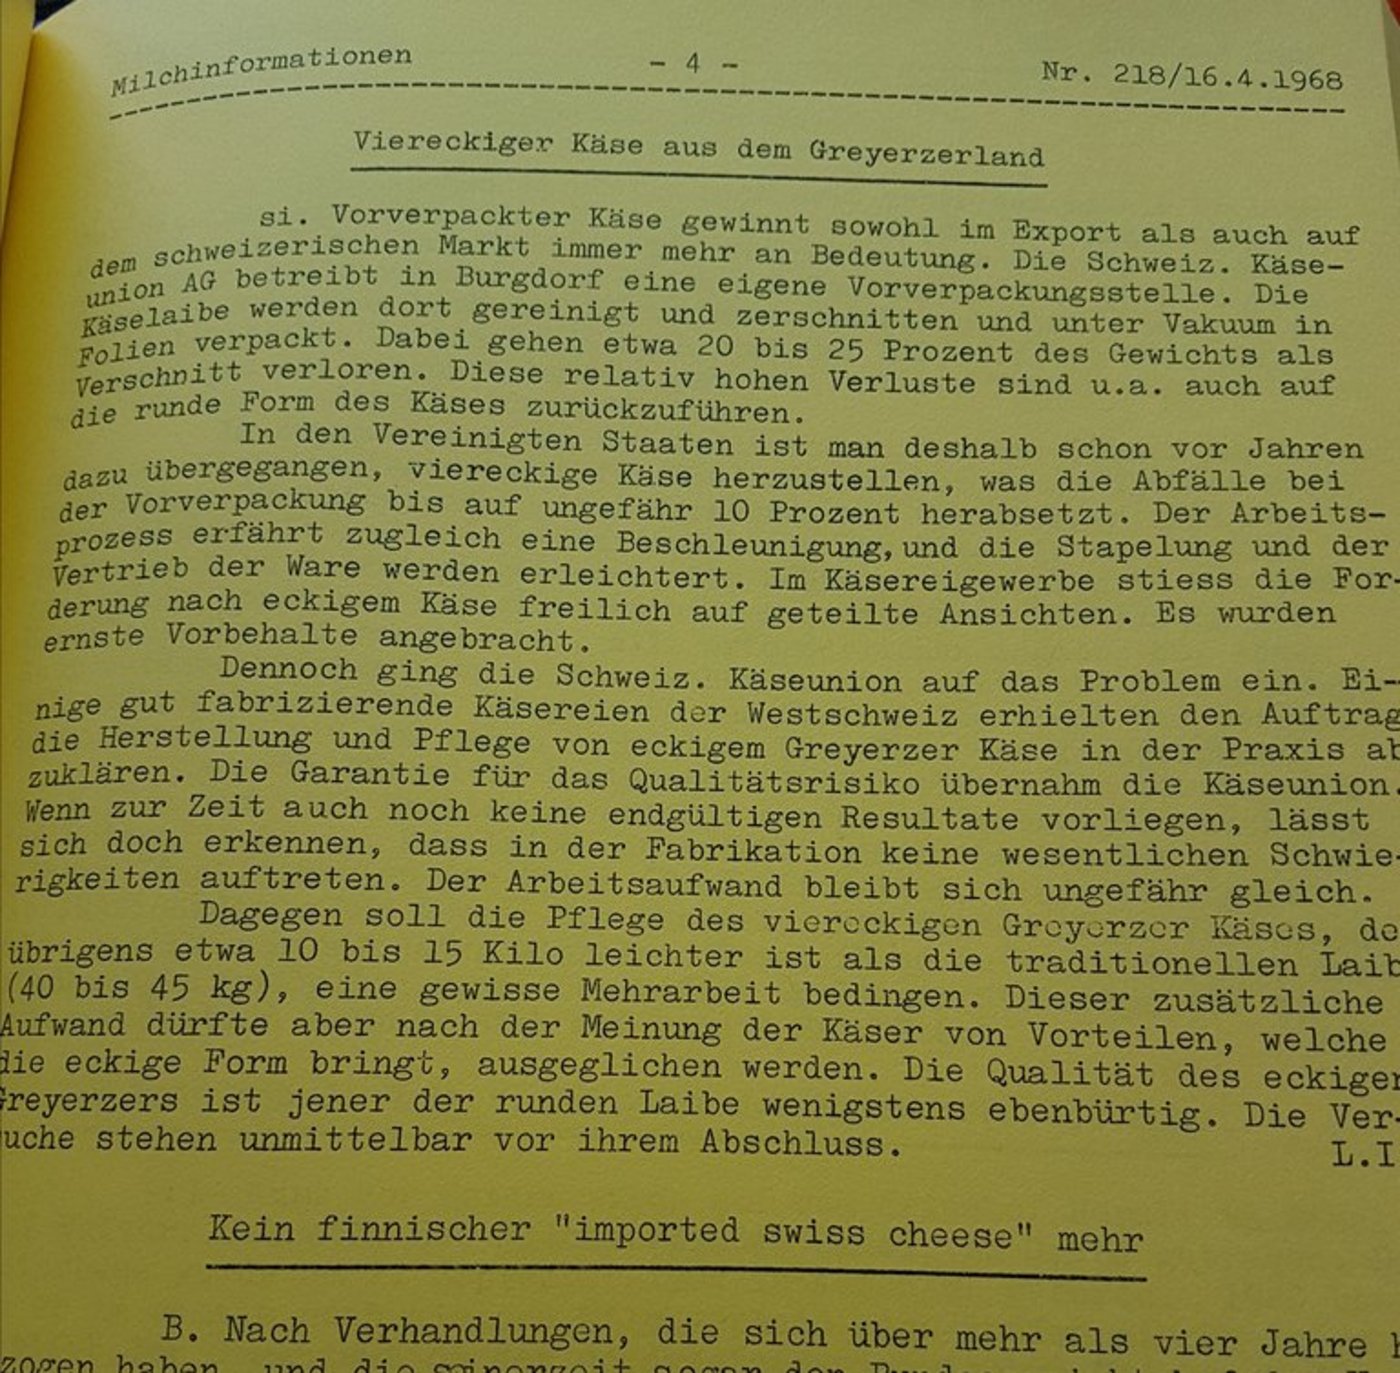 Milchinformationen - 4 - Nr. 218/16.4.1968
Viereckiger Käse aus dem Greyerzerland
si. Vorverpackter Käse gewinnt sowohl im Export als auch auf
dem schweizerischen Markt immer mehr an Bedeutung. Die Schweiz. Käse-
union AG betreibt in Burgdorf eine eigene Vorverpackungsstelle. Die
Käselaibe werden dort gereinigt und zerschnitten und unter Vakuum in
Folien verpackt. Dabei gehen etwa 20 bis 25 Prozent des Gewichts als
Verschnitt verloren. Diese relativ hohen Verluste sind u.a. auch auf
die runde Form des Käses zurückzuführen.
In den Vereinigten Staaten ist man deshalb schon vor Jahren
dazu übergegangen, viereckige Käse herzustellen, was die Abfälle bei
der Vorverpackung bis auf ungefähr 10 Prozent herabsetzt. Der Arbeits-
prozess erfährt zugleich eine Beschleunigung, und die Stapelung und der
Vertrieb der Ware werden erleichtert. Im Käsereigewerbe stiess die For-
derung nach eckigem Käse freilich auf geteilte Ansichten. Es wurden
ernste Vorbehalte angebracht.
Dennoch ging die Schweiz. Käseunion auf das Problem ein. Ei-
nige gut fabrizierende Käsereien der Westschweiz erhielten den Auftrag
die Herstellung und Pflege von eckigem Greyerzer Käse in der Praxis ab
zuklären. Die Garantie für das Qualitätsrisiko übernahm die Käseunion.
Wenn zur Zeit auch noch keine endgültigen Resultate vorliegen, lässt
sich doch erkennen, dass in der Fabrikation keine wesentlichen Schwie-
rigkeiten auftreten. Der Arbeitsaufwand bleibt sich ungefähr gleich.
Dagegen soll die Pflege des viereckigen Greyerzer Käses, de
übrigens etwa 10 bis 15 Kilo leichter ist als die traditionellen Laib
(40 bis 45 kg), eine gewisse Mehrarbeit bedingen. Dieser zusätzliche
Aufwand dürfte aber nach der Meinung der Käser von Vorteilen, welche
die eckige Form bringt, ausgeglichen werden. Die Qualität des eckigen
Greyerzers ist jener der runden Laibe wenigstens ebenbürtig. Die Ver-
uche stehen unmittelbar vor ihrem Abschluss. L.I
Kein finnischer "imported swiss cheese" mehr
B. Nach Verhandlungen, die sich über mehr als vier Jahre h
zogen haben, und die seinerzeit sogar den